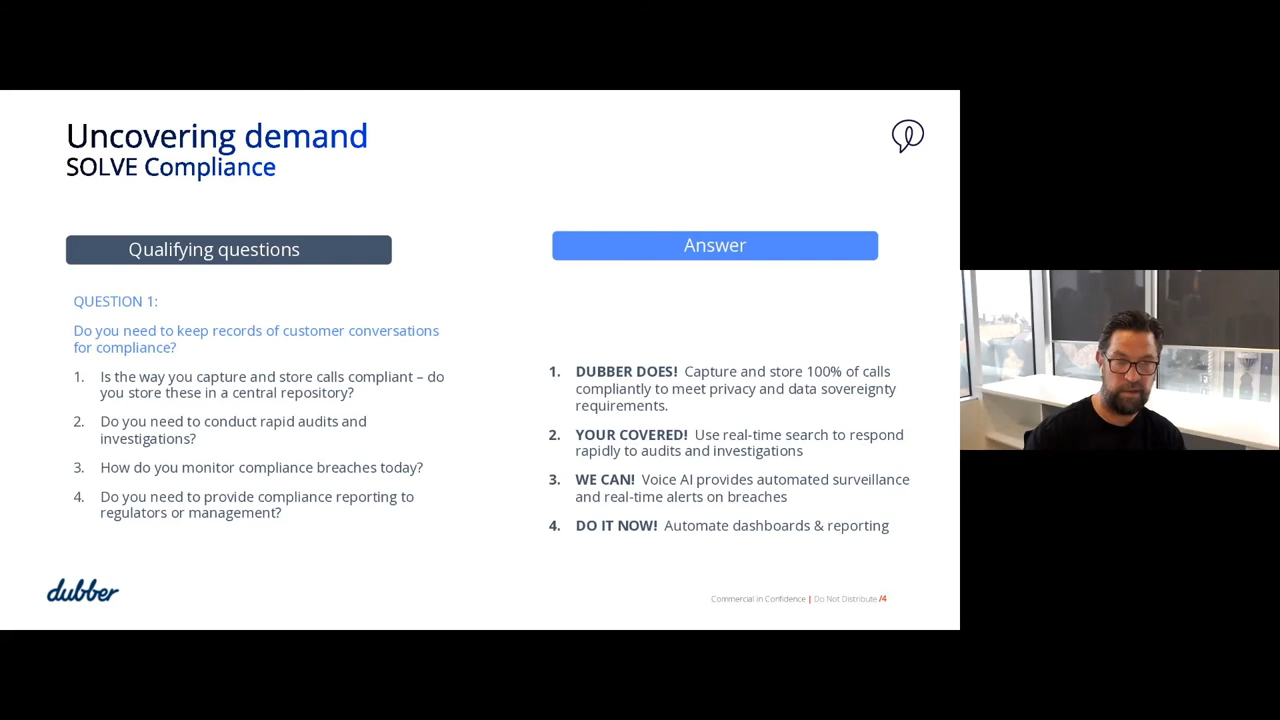 Uncovering demand
SOLVE Compliance
Qualifying questions
QUESTION 1:
Do you need to keep records of customer conversations
for compliance?
1. Is the way you capture and store calls compliant – do
you store these in a central repository?
2. Do you need to conduct rapid audits and
investigations?
3. How do you monitor compliance breaches today?
4. Do you need to provide compliance reporting to
regulators or management?
Answer
1. DUBBER DOES! Capture and store 100% of calls
compliantly to meet privacy and data sovereignty
requirements.
2. YOUR COVERED! Use real-time search to respond
rapidly to audits and investigations
3. WE CAN! Voice AI provides automated surveillance
and real-time alerts on breaches
4. DO IT NOW! Automate dashboards & reporting
dubber
Commercial in Confidence | Do Not Distribute /4